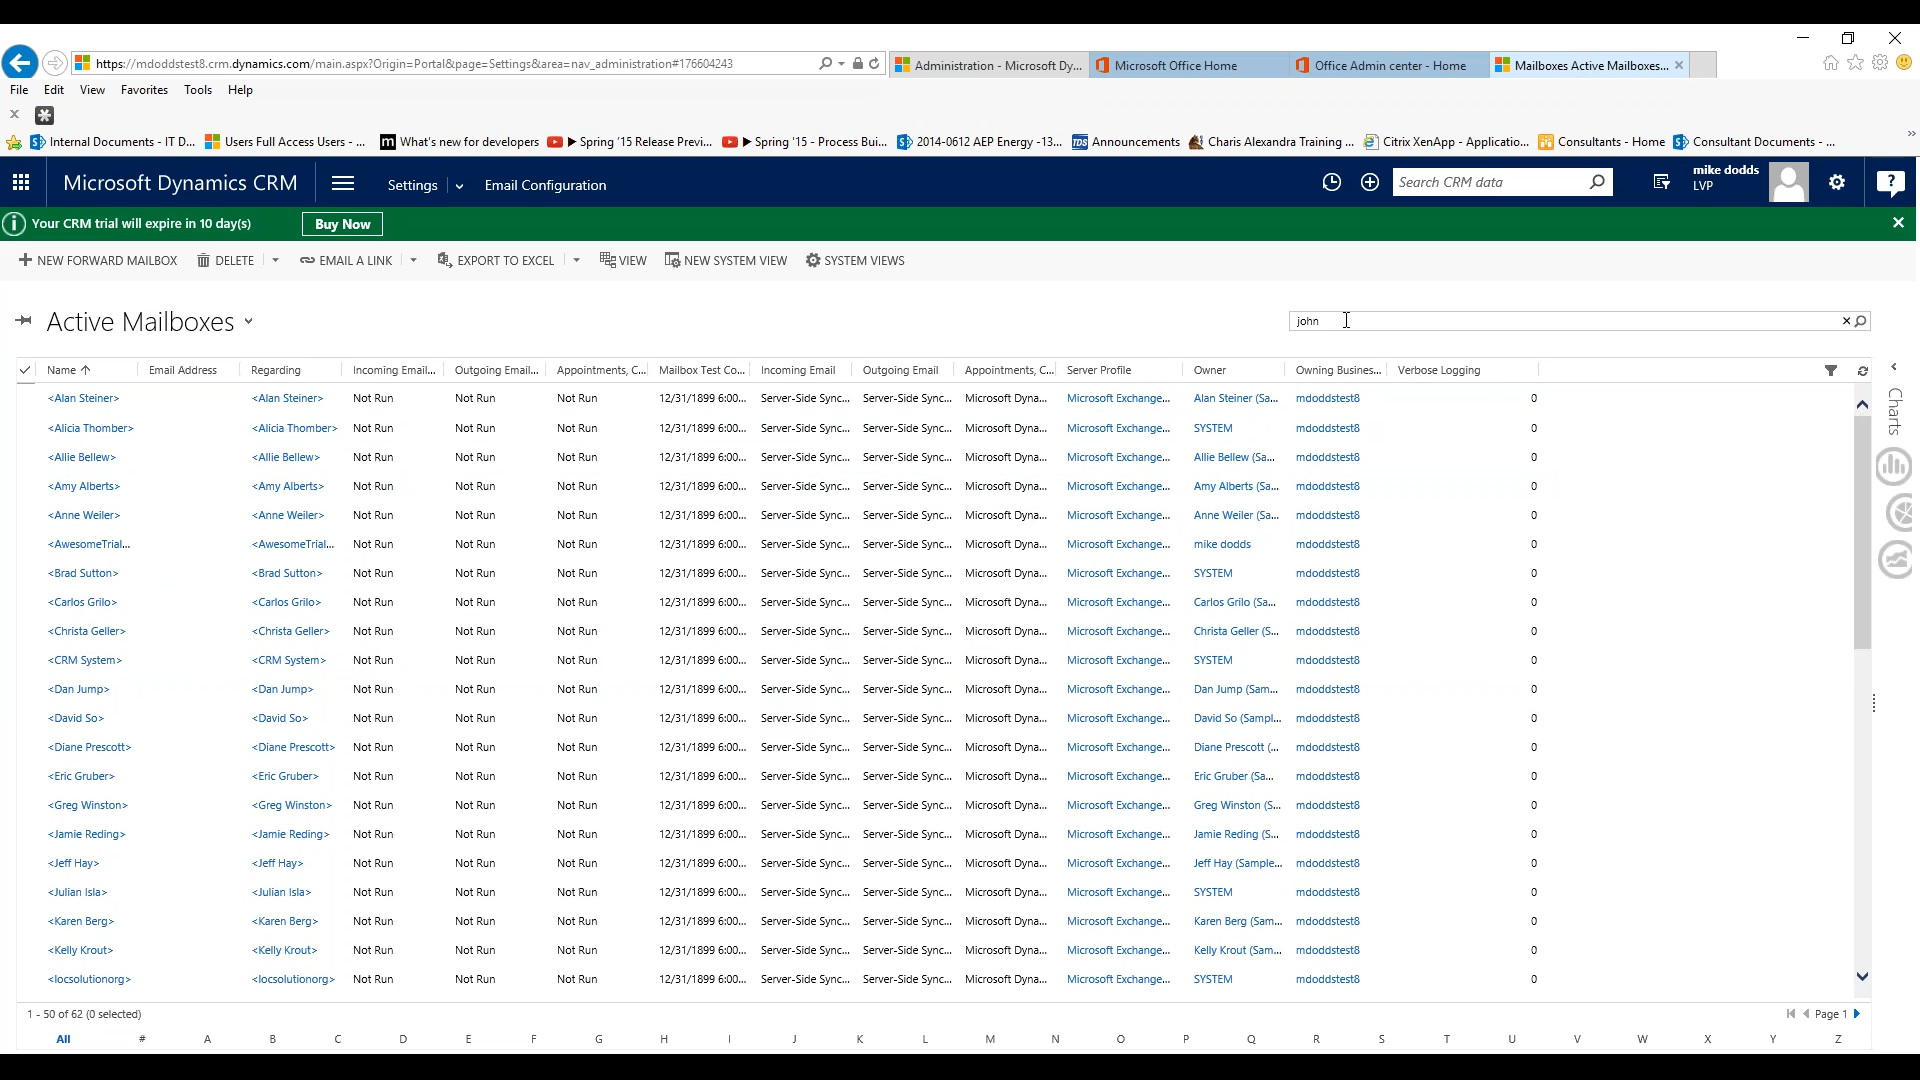 https://mdoddstest8.crm.dynamics.com/main.aspx?Origin=Portal&page=Settings&area=nav_administration#176604243
Administration - Microsoft Dy...
Microsoft Office Home
Office Admin center - Home
Mailboxes Active Mailboxes...
File Edit View Favorites Tools Help
Internal Documents - IT D... Users Full Access Users - ... What's new for developers ▶ Spring '15 Release Previ... ▶ Spring '15 - Process Bui... 2014-0612 AEP Energy -13... Announcements Charis Alexandra Training ... Citrix XenApp - Applicatio... Consultants - Home Consultant Documents - ...
Microsoft Dynamics CRM Settings Email Configuration Search CRM data mike dodds
LVP
Your CRM trial will expire in 10 day(s) Buy Now
NEW FORWARD MAILBOX DELETE EMAIL A LINK EXPORT TO EXCEL VIEW NEW SYSTEM VIEW SYSTEM VIEWS
Active Mailboxes john
Name Email Address Regarding Incoming Email... Outgoing Email... Appointments, C... Mailbox Test Co... Incoming Email Outgoing Email Appointments, C... Server Profile Owner Owning Busines... Verbose Logging
<Alan Steiner> <Alan Steiner> Not Run Not Run Not Run 12/31/1899 6:00... Server-Side Sync... Server-Side Sync... Microsoft Dyna... Microsoft Exchange... Alan Steiner (Sa... mdoddstest8 0
<Alicia Thomber> <Alicia Thomber> Not Run Not Run Not Run 12/31/1899 6:00... Server-Side Sync... Server-Side Sync... Microsoft Dyna... Microsoft Exchange... SYSTEM mdoddstest8 0
<Allie Bellew> <Allie Bellew> Not Run Not Run Not Run 12/31/1899 6:00... Server-Side Sync... Server-Side Sync... Microsoft Dyna... Microsoft Exchange... Allie Bellew (Sa... mdoddstest8 0
<Amy Alberts> <Amy Alberts> Not Run Not Run Not Run 12/31/1899 6:00... Server-Side Sync... Server-Side Sync... Microsoft Dyna... Microsoft Exchange... Amy Alberts (Sa... mdoddstest8 0
<Anne Weiler> <Anne Weiler> Not Run Not Run Not Run 12/31/1899 6:00... Server-Side Sync... Server-Side Sync... Microsoft Dyna... Microsoft Exchange... Anne Weiler (Sa... mdoddstest8 0
<AwesomeTrial... <AwesomeTrial... Not Run Not Run Not Run 12/31/1899 6:00... Server-Side Sync... Server-Side Sync... Microsoft Dyna... Microsoft Exchange... mike dodds mdoddstest8 0
<Brad Sutton> <Brad Sutton> Not Run Not Run Not Run 12/31/1899 6:00... Server-Side Sync... Server-Side Sync... Microsoft Dyna... Microsoft Exchange... SYSTEM mdoddstest8 0
<Carlos Grilo> <Carlos Grilo> Not Run Not Run Not Run 12/31/1899 6:00... Server-Side Sync... Server-Side Sync... Microsoft Dyna... Microsoft Exchange... Carlos Grilo (Sa... mdoddstest8 0
<Christa Geller> <Christa Geller> Not Run Not Run Not Run 12/31/1899 6:00... Server-Side Sync... Server-Side Sync... Microsoft Dyna... Microsoft Exchange... Christa Geller (S... mdoddstest8 0
<CRM System> <CRM System> Not Run Not Run Not Run 12/31/1899 6:00... Server-Side Sync... Server-Side Sync... Microsoft Dyna... Microsoft Exchange... SYSTEM mdoddstest8 0
<Dan Jump> <Dan Jump> Not Run Not Run Not Run 12/31/1899 6:00... Server-Side Sync... Server-Side Sync... Microsoft Dyna... Microsoft Exchange... Dan Jump (Sam... mdoddstest8 0
<David So> <David So> Not Run Not Run Not Run 12/31/1899 6:00... Server-Side Sync... Server-Side Sync... Microsoft Dyna... Microsoft Exchange... David So (Sampl... mdoddstest8 0
<Diane Prescott> <Diane Prescott> Not Run Not Run Not Run 12/31/1899 6:00... Server-Side Sync... Server-Side Sync... Microsoft Dyna... Microsoft Exchange... Diane Prescott (... mdoddstest8 0
<Eric Gruber> <Eric Gruber> Not Run Not Run Not Run 12/31/1899 6:00... Server-Side Sync... Server-Side Sync... Microsoft Dyna... Microsoft Exchange... Eric Gruber (Sa... mdoddstest8 0
<Greg Winston> <Greg Winston> Not Run Not Run Not Run 12/31/1899 6:00... Server-Side Sync... Server-Side Sync... Microsoft Dyna... Microsoft Exchange... Greg Winston (S... mdoddstest8 0
<Jamie Reding> <Jamie Reding> Not Run Not Run Not Run 12/31/1899 6:00... Server-Side Sync... Server-Side Sync... Microsoft Dyna... Microsoft Exchange... Jamie Reding (S... mdoddstest8 0
<Jeff Hay> <Jeff Hay> Not Run Not Run Not Run 12/31/1899 6:00... Server-Side Sync... Server-Side Sync... Microsoft Dyna... Microsoft Exchange... Jeff Hay (Sample... mdoddstest8 0
<Julian Isla> <Julian Isla> Not Run Not Run Not Run 12/31/1899 6:00... Server-Side Sync... Server-Side Sync... Microsoft Dyna... Microsoft Exchange... SYSTEM mdoddstest8 0
<Karen Berg> <Karen Berg> Not Run Not Run Not Run 12/31/1899 6:00... Server-Side Sync... Server-Side Sync... Microsoft Dyna... Microsoft Exchange... Karen Berg (Sam... mdoddstest8 0
<Kelly Krout> <Kelly Krout> Not Run Not Run Not Run 12/31/1899 6:00... Server-Side Sync... Server-Side Sync... Microsoft Dyna... Microsoft Exchange... Kelly Krout (Sam... mdoddstest8 0
<locsolutionorg> <locsolutionorg> Not Run Not Run Not Run 12/31/1899 6:00... Server-Side Sync... Server-Side Sync... Microsoft Dyna... Microsoft Exchange... SYSTEM mdoddstest8 0
Charts
1 - 50 of 62 (0 selected) Page 1
All # A B C D E F G H I J K L M N O P Q R S T U V W X Y Z